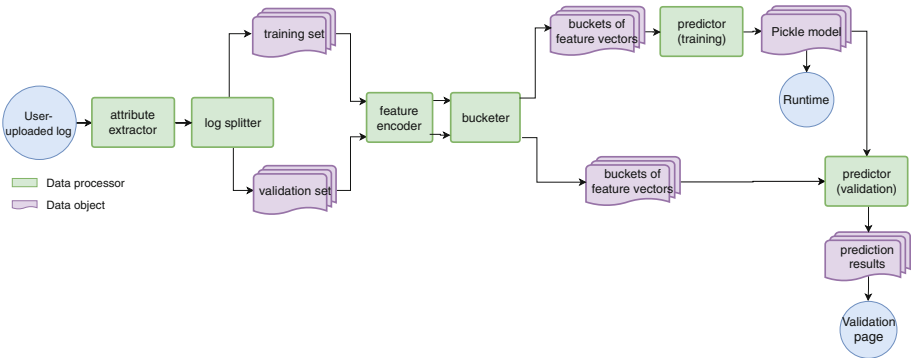 User-
uploaded log
attribute
extractor
log splitter
training set
validation set
feature
encoder
bucketer
buckets of
feature vectors
predictor
(training)
Pickle model
Runtime
buckets of
feature vectors
predictor
(validation)
prediction
results
Validation
page
Data processor
Data object